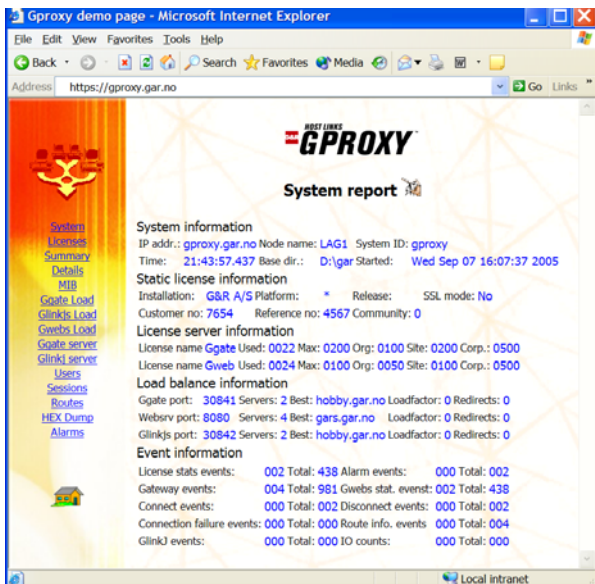 Gproxy demo page - Microsoft Internet Explorer
File Edit View Favorites Tools Help
Back Search Favorites Media
Address https://gproxy.gar.no Go Links »
HOST LINKS
G&R GPROXY
System report
System
Licenses
Summary
Details
MIB
Ggate Load
Glinkjs Load
Gwebs Load
Ggate server
Glinkj server
Users
Sessions
Routes
HEX Dump
Alarms
System information
IP addr.: gproxy.gar.no Node name: LAG1 System ID: gproxy
Time: 21:43:57.437 Base dir.: D:\gar Started: Wed Sep 07 16:07:37 2005
Static license information
Installation: G&R A/S Platform: * Release: SSL mode: No
Customer no: 7654 Reference no: 4567 Community: 0
License server information
License name Ggate Used: 0022 Max: 0200 Org: 0100 Site: 0200 Corp.: 0500
License name Gweb Used: 0024 Max: 0100 Org: 0050 Site: 0100 Corp.: 0500
Load balance information
Ggate port: 30841 Servers: 2 Best: hobby.gar.no Loadfactor: 0 Redirects: 0
Websrv port: 8080 Servers: 4 Best: gars.gar.no Loadfactor: 0 Redirects: 0
Glinkjs port: 30842 Servers: 2 Best: hobby.gar.no Loadfactor: 0 Redirects: 0
Event information
License stats events: 002 Total: 438 Alarm events: 000 Total: 002
Gateway events: 004 Total: 981 Gwebs stat. evenst: 002 Total: 438
Connect events: 000 Total: 002 Disconnect events: 000 Total: 002
Connection failure events: 000 Total: 000 Route info. events 000 Total: 004
GlinkJ events: 000 Total: 000 IO counts: 000 Total: 000
Local intranet